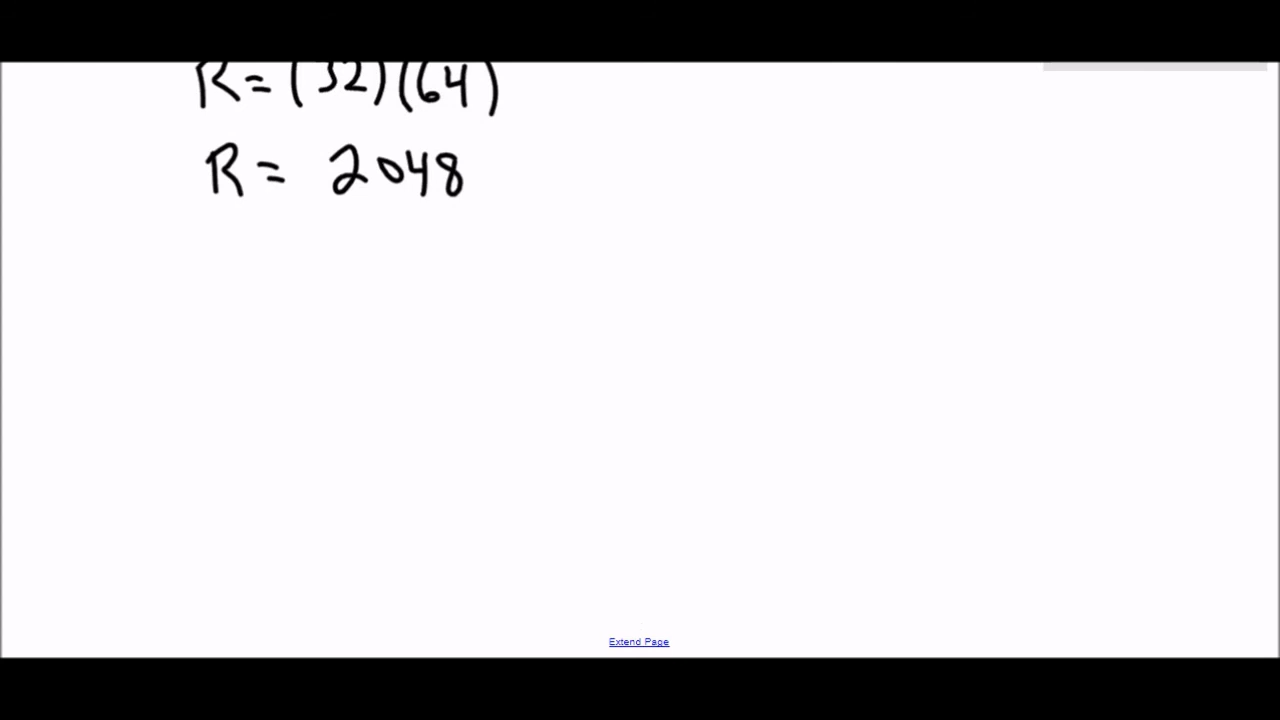 R = (32)(64)
R = 2048
Extend Page